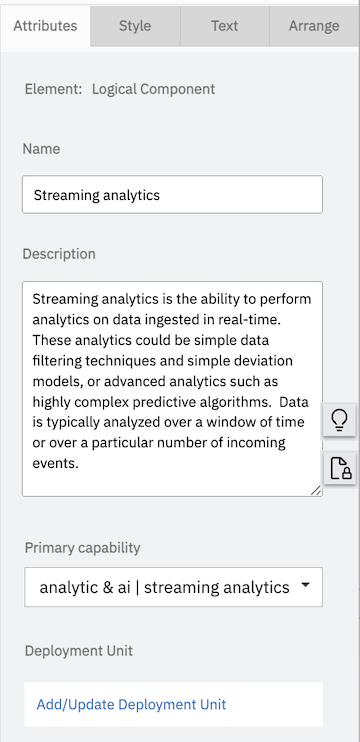 Attributes Style Text Arrange
Element: Logical Component
Name
Streaming analytics
Description
Streaming analytics is the ability to perform
analytics on data ingested in real-time.
These analytics could be simple data
filtering techniques and simple deviation
models, or advanced analytics such as
highly complex predictive algorithms.  Data
is typically analyzed over a window of time
or over a particular number of incoming
events.
Primary capability
analytic & ai | streaming analytics
Deployment Unit
Add/Update Deployment Unit